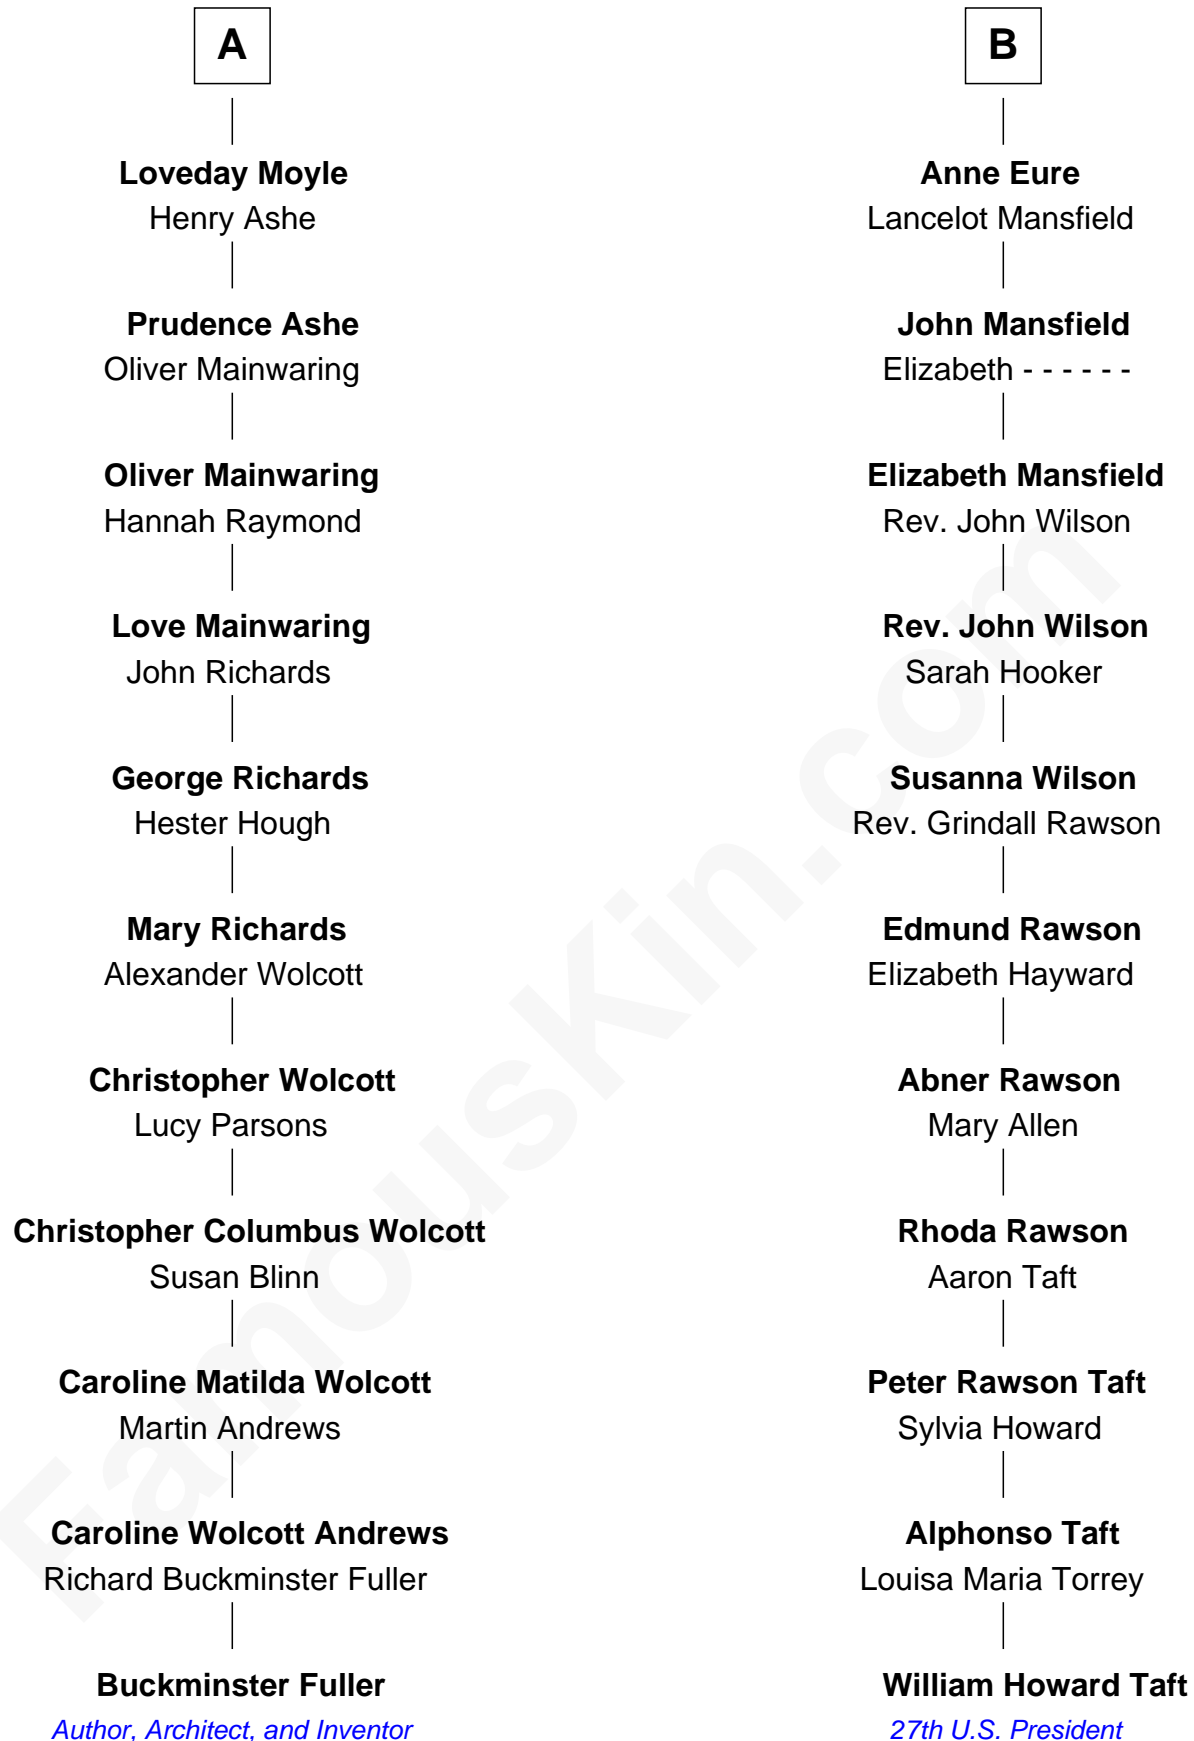 A
Loveday Moyle
Henry Ashe
Prudence Ashe
Oliver Mainwaring
Oliver Mainwaring
Hannah Raymond
Love Mainwaring
John Richards
George Richards
Hester Hough
Mary Richards
Alexander Wolcott
Christopher Wolcott
Lucy Parsons
Christopher Columbus Wolcott
Susan Blinn
Caroline Matilda Wolcott
Martin Andrews
Caroline Wolcott Andrews
Richard Buckminster Fuller
Buckminster Fuller
Author, Architect, and Inventor
B
Anne Eure
Lancelot Mansfield
John Mansfield
Elizabeth - - - - - -
Elizabeth Mansfield
Rev. John Wilson
Rev. John Wilson
Sarah Hooker
Susanna Wilson
Rev. Grindall Rawson
Edmund Rawson
Elizabeth Hayward
Abner Rawson
Mary Allen
Rhoda Rawson
Aaron Taft
Peter Rawson Taft
Sylvia Howard
Alphonso Taft
Louisa Maria Torrey
William Howard Taft
27th U.S. President
FamousKin.com